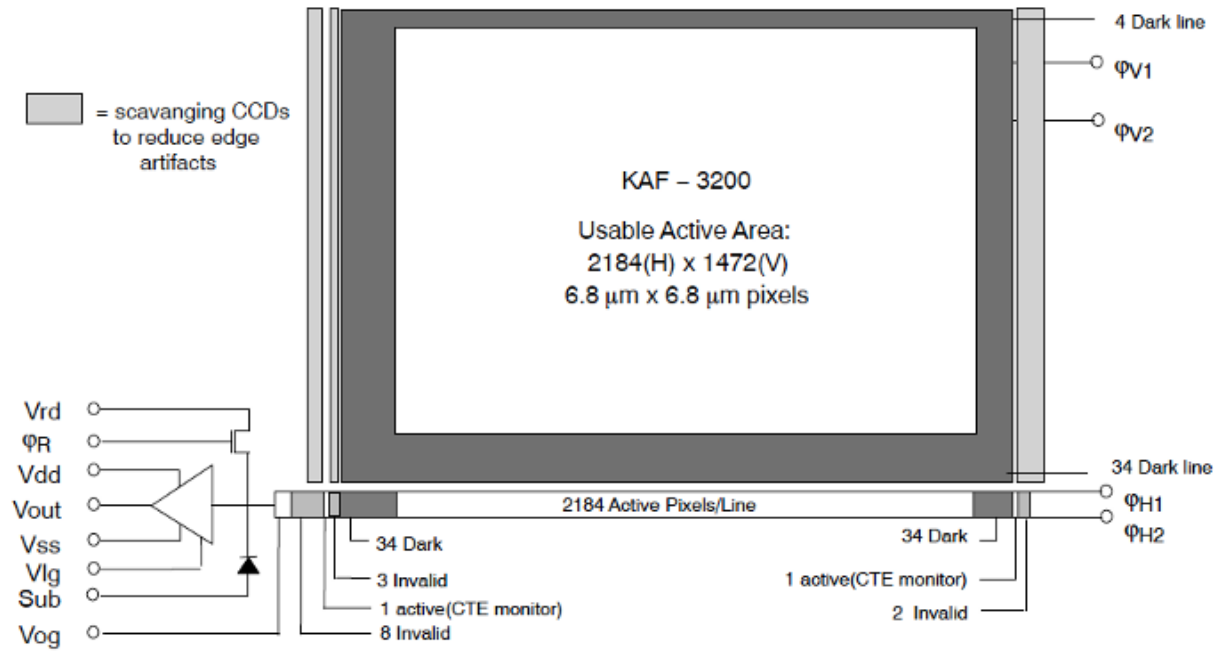 4 Dark line
φV1
= scavanging CCDs
to reduce edge
artifacts
φV2
KAF – 3200
Usable Active Area:
2184(H) x 1472(V)
6.8 μm x 6.8 μm pixels
Vrd
φR
Vdd
34 Dark line
Vout
2184 Active Pixels/Line
φH1
φH2
Vss
34 Dark
34 Dark
Vlg
3 Invalid
1 active(CTE monitor)
Sub
1 active(CTE monitor)
2 Invalid
Vog
8 Invalid